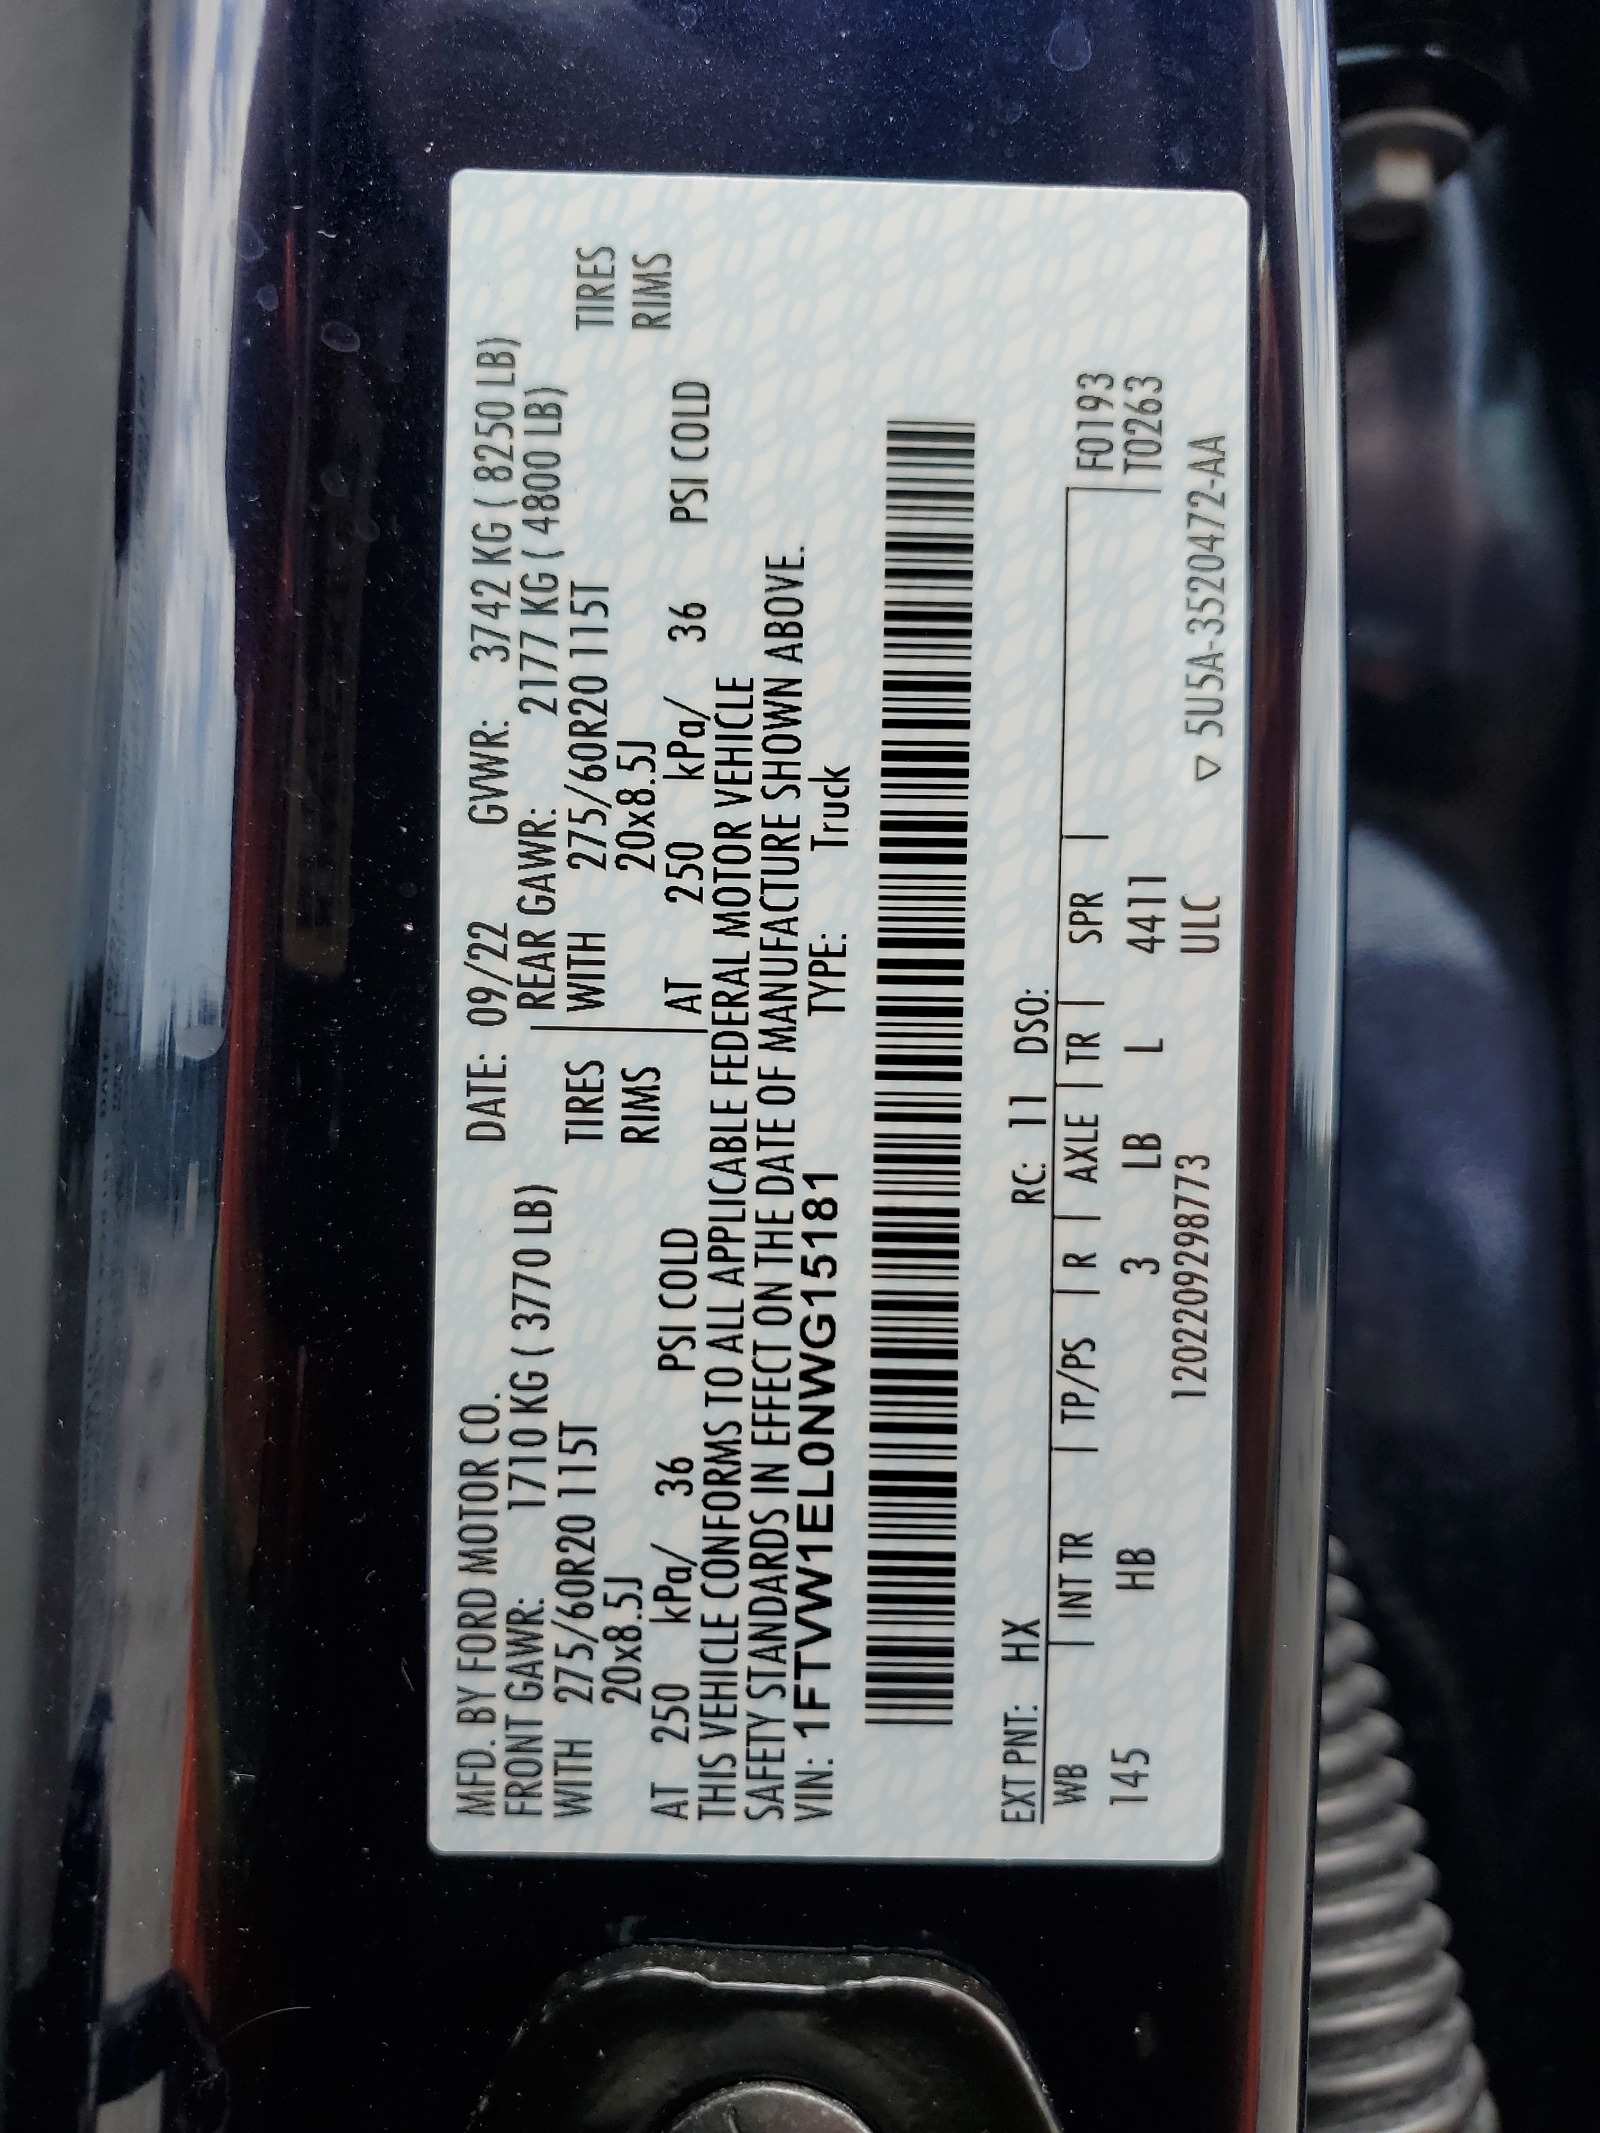 MFD. BY FORD MOTOR CO. DATE: 09/22 GVWR: 3742 KG ( 8250 LB)
FRONT GAWR: 1710 KG ( 3770 LB) REAR GAWR: 2177 KG ( 4800 LB)
WITH 275/60R20 115T TIRES WITH 275/60R20 115T TIRES
20x8.5J RIMS 20x8.5J RIMS
AT 250 kPa/ 36 PSI COLD AT 250 kPa/ 36 PSI COLD
THIS VEHICLE CONFORMS TO ALL APPLICABLE FEDERAL MOTOR VEHICLE
SAFETY STANDARDS IN EFFECT ON THE DATE OF MANUFACTURE SHOWN ABOVE.
VIN: 1FTVW1EL0NWG15181 TYPE: Truck
EXT PNT: HX RC: 11 DSO:
WB | INT TR | TP/PS | R | AXLE | TR | SPR | F0193
145 HB 3 LB L 4411 T0263
1202209298773 ULC ▽ 5U5A-3520472-AA